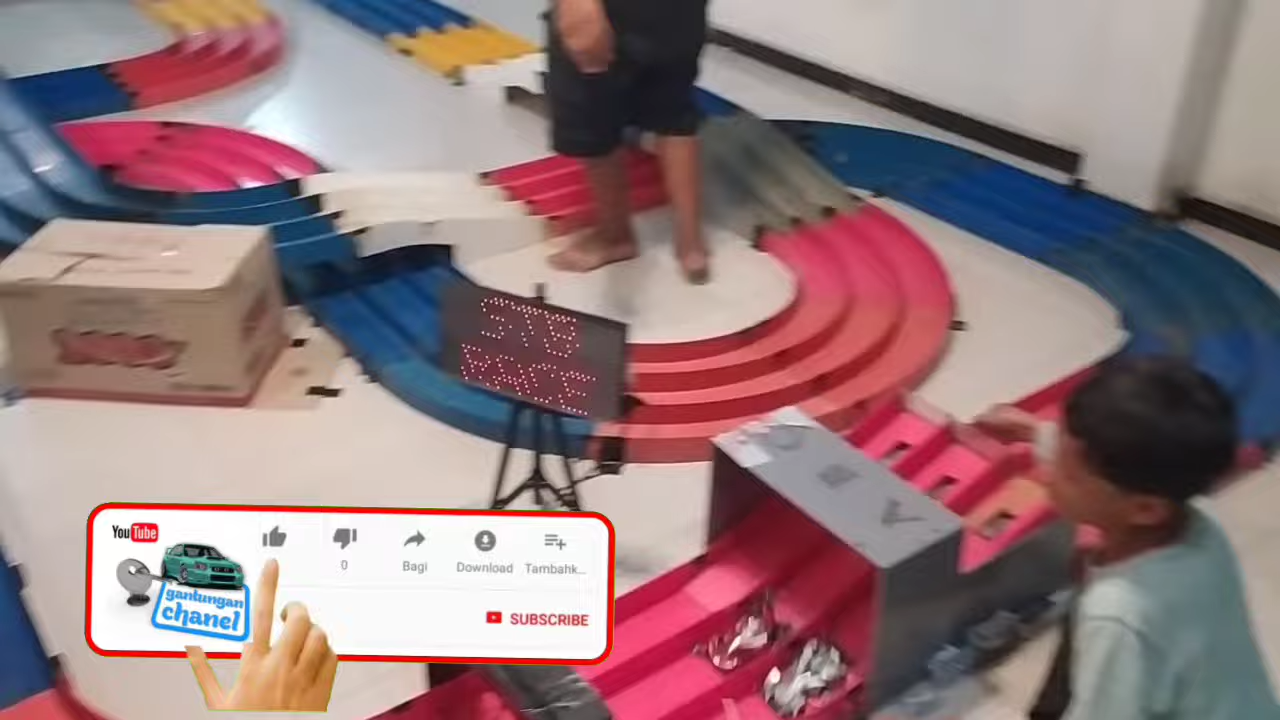 STB
RACE
YouTube
0
Bagi
Download
Tambahk...
gantungan
chanel
SUBSCRIBE